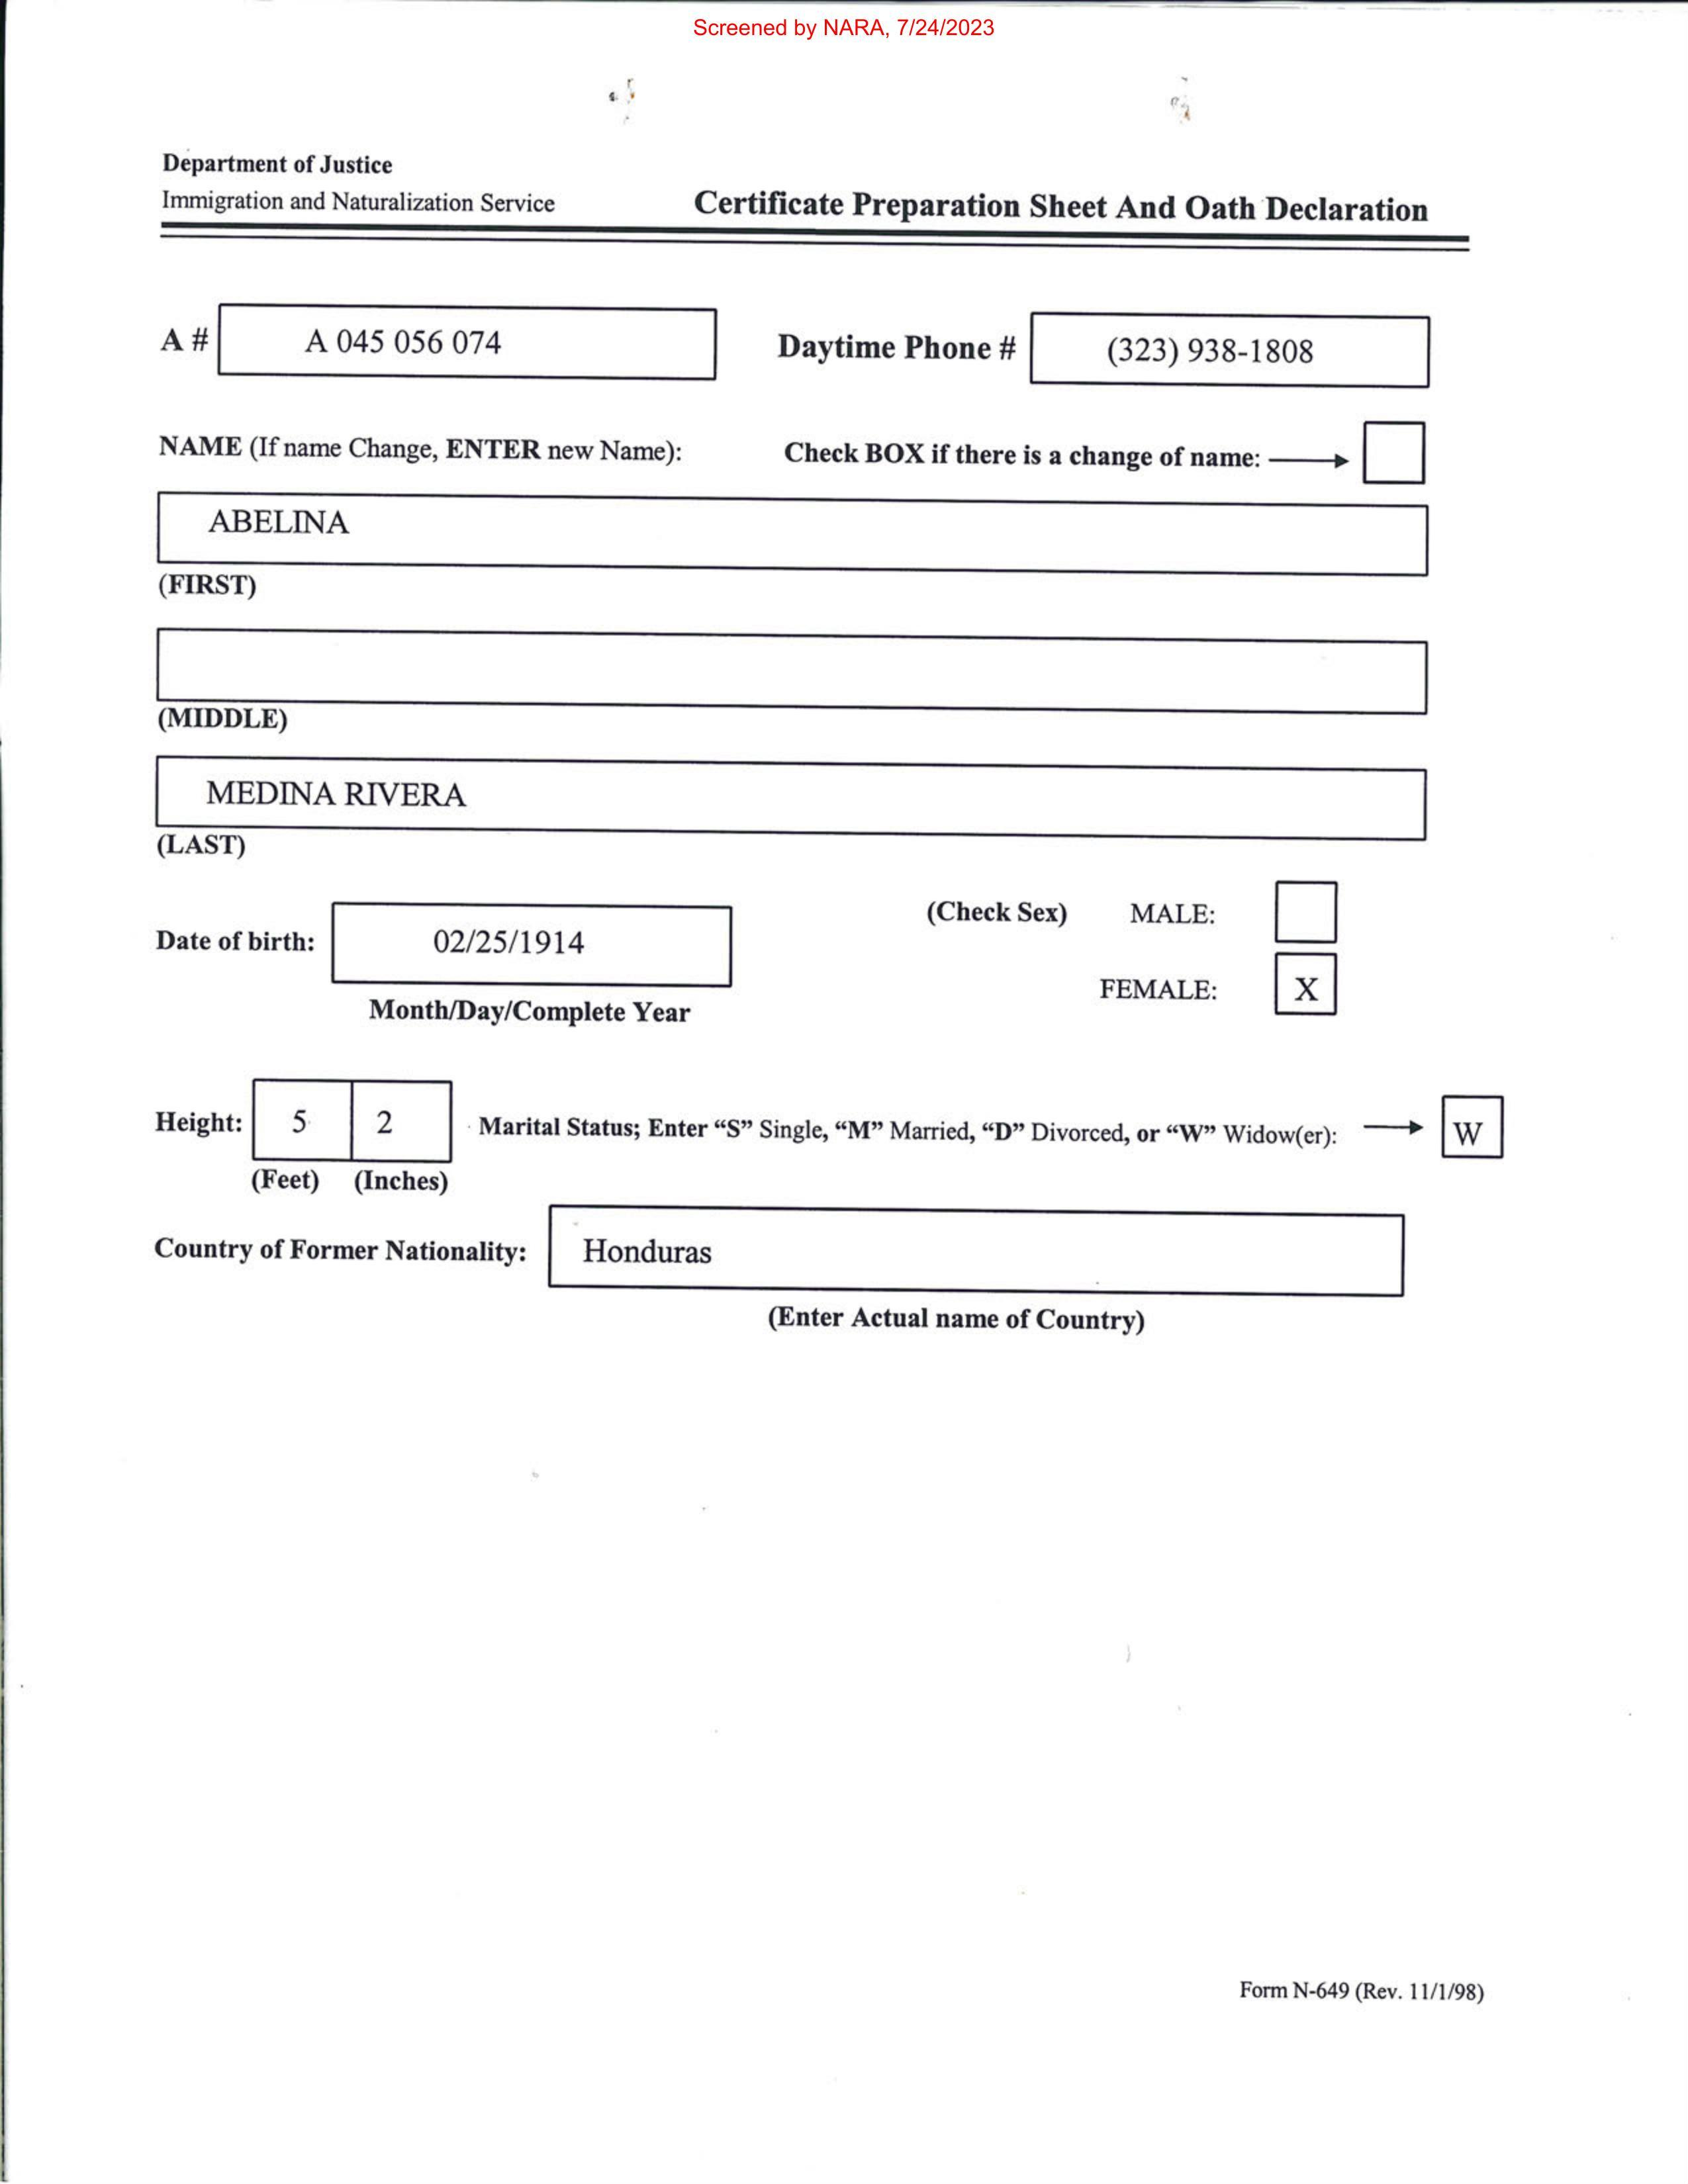 Screened by NARA, 7/24/2023
Department of Justice
Immigration and Naturalization Service
Certificate Preparation Sheet And Oath Declaration
A # A 045 056 074 Daytime Phone # (323) 938-1808
NAME (If name Change, ENTER new Name): Check BOX if there is a change of name:
ABELINA
(FIRST)
(MIDDLE)
MEDINA RIVERA
(LAST)
(Check Sex) MALE:
Date of birth: 02/25/1914
FEMALE: X
Month/Day/Complete Year
Height: 5 2 Marital Status; Enter “S” Single, “M” Married, “D” Divorced, or “W” Widow(er): W
(Feet) (Inches)
Country of Former Nationality: Honduras
(Enter Actual name of Country)
Form N-649 (Rev. 11/1/98)